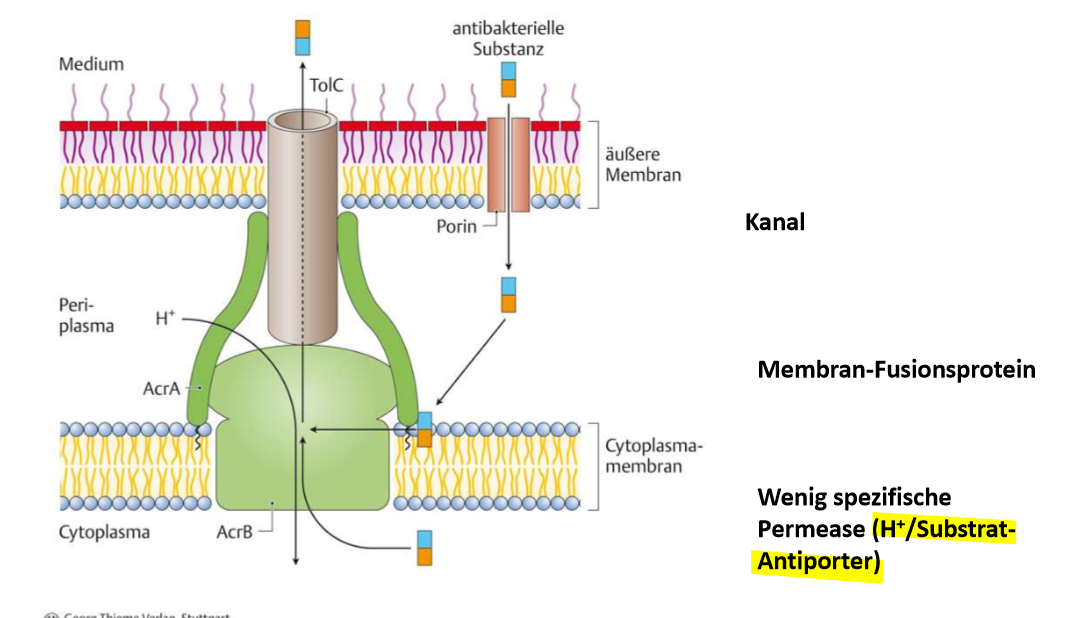 antibakterielle
Substanz
Medium
TolC
äußere
Membran
Porin
Kanal
Peri-
plasma
H⁺
Membran-Fusionsprotein
AcrA
Cytoplasma-
membran
Wenig spezifische
Permease (H⁺/Substrat-
Antiporter)
Cytoplasma
AcrB
Georg Thieme Verlag, Stuttgart